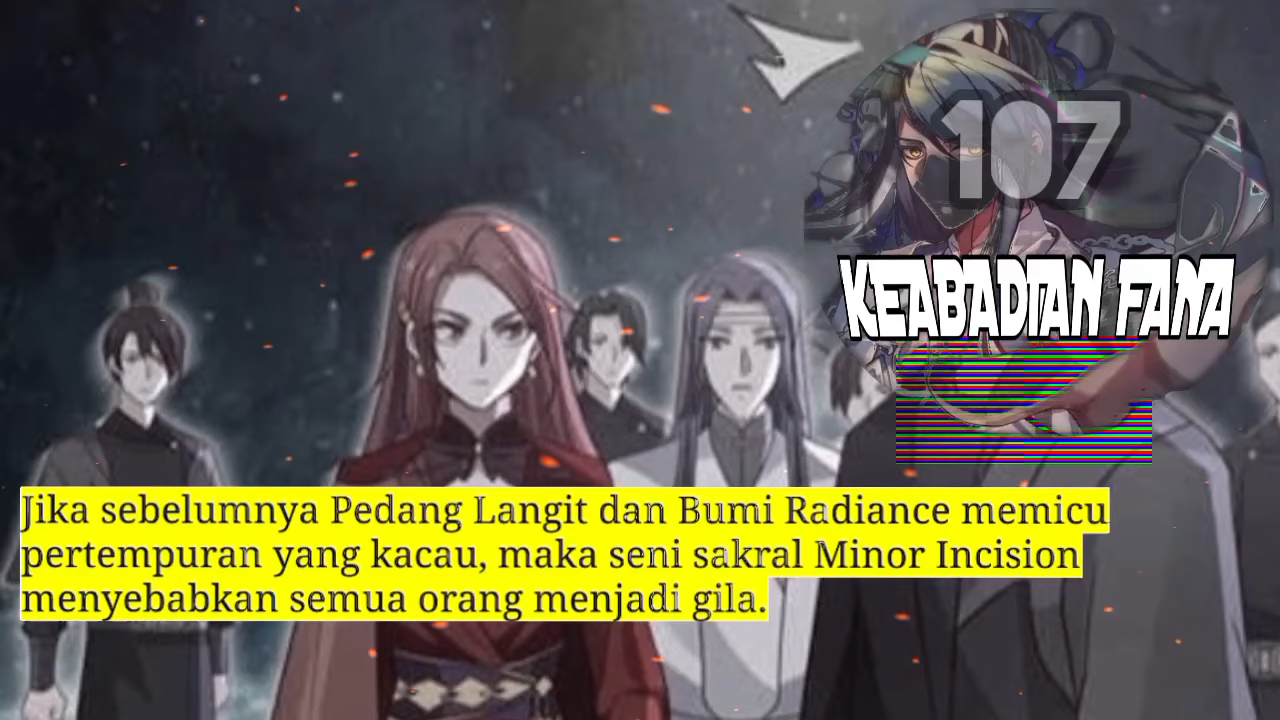 107
KEABADIAN FANA
Jika sebelumnya Pedang Langit dan Bumi Radiance memicu
pertempuran yang kacau, maka seni sakral Minor Incision
menyebabkan semua orang menjadi gila.